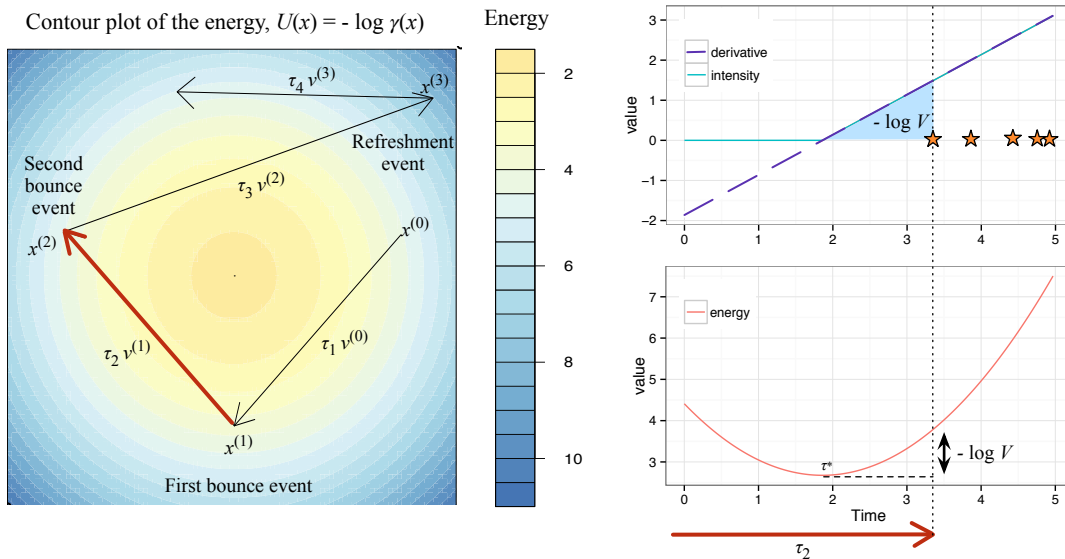 Contour plot of the energy, U(x) = - log γ(x)
τ₄ v⁽³⁾
x⁽³⁾
Refreshment
event
Second
bounce
event
τ₃ v⁽²⁾
x⁽⁰⁾
x⁽²⁾
τ₂ v⁽¹⁾
τ₁ v⁽⁰⁾
x⁽¹⁾
First bounce event
Energy
2
4
6
8
10
3
2
1
0
−1
−2
value
derivative
intensity
- log V
0 1 2 3 4 5
7
6
5
4
3
value
energy
τ*
- log V
0 1 2 3 4 5
Time
τ₂